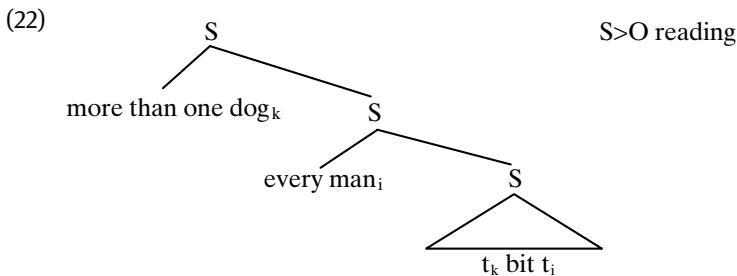 (22)
S S>O reading
more than one dogₖ S
every manᵢ S
tₖ bit tᵢ